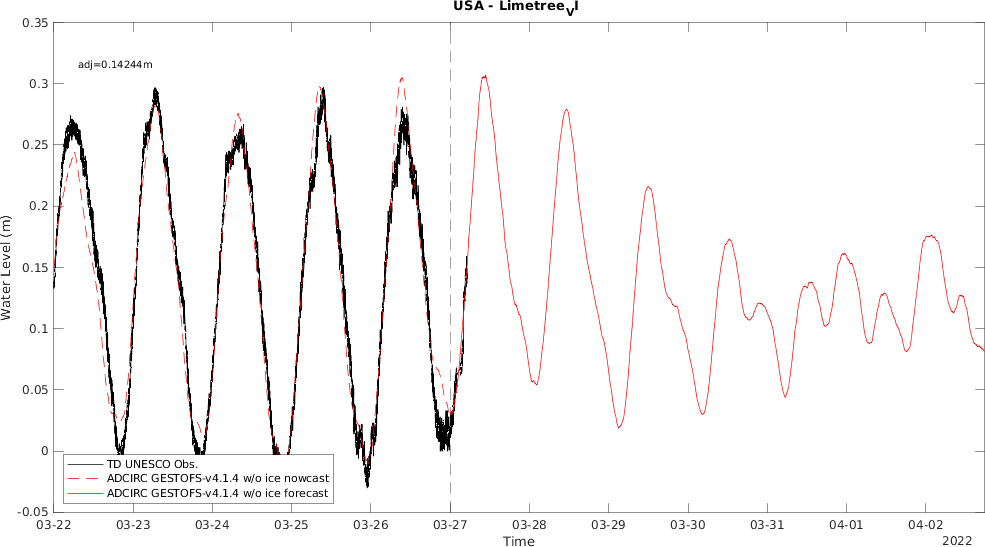 USA - Limetree_VI
0.35
adj=0.14244m
0.3
0.25
0.2
0.15
0.1
0.05
0
-0.05
Water Level (m)
TD UNESCO Obs.
ADCIRC GESTOFS-v4.1.4 w/o ice nowcast
ADCIRC GESTOFS-v4.1.4 w/o ice forecast
03-22 03-23 03-24 03-25 03-26 03-27 03-28 03-29 03-30 03-31 04-01 04-02
Time
2022